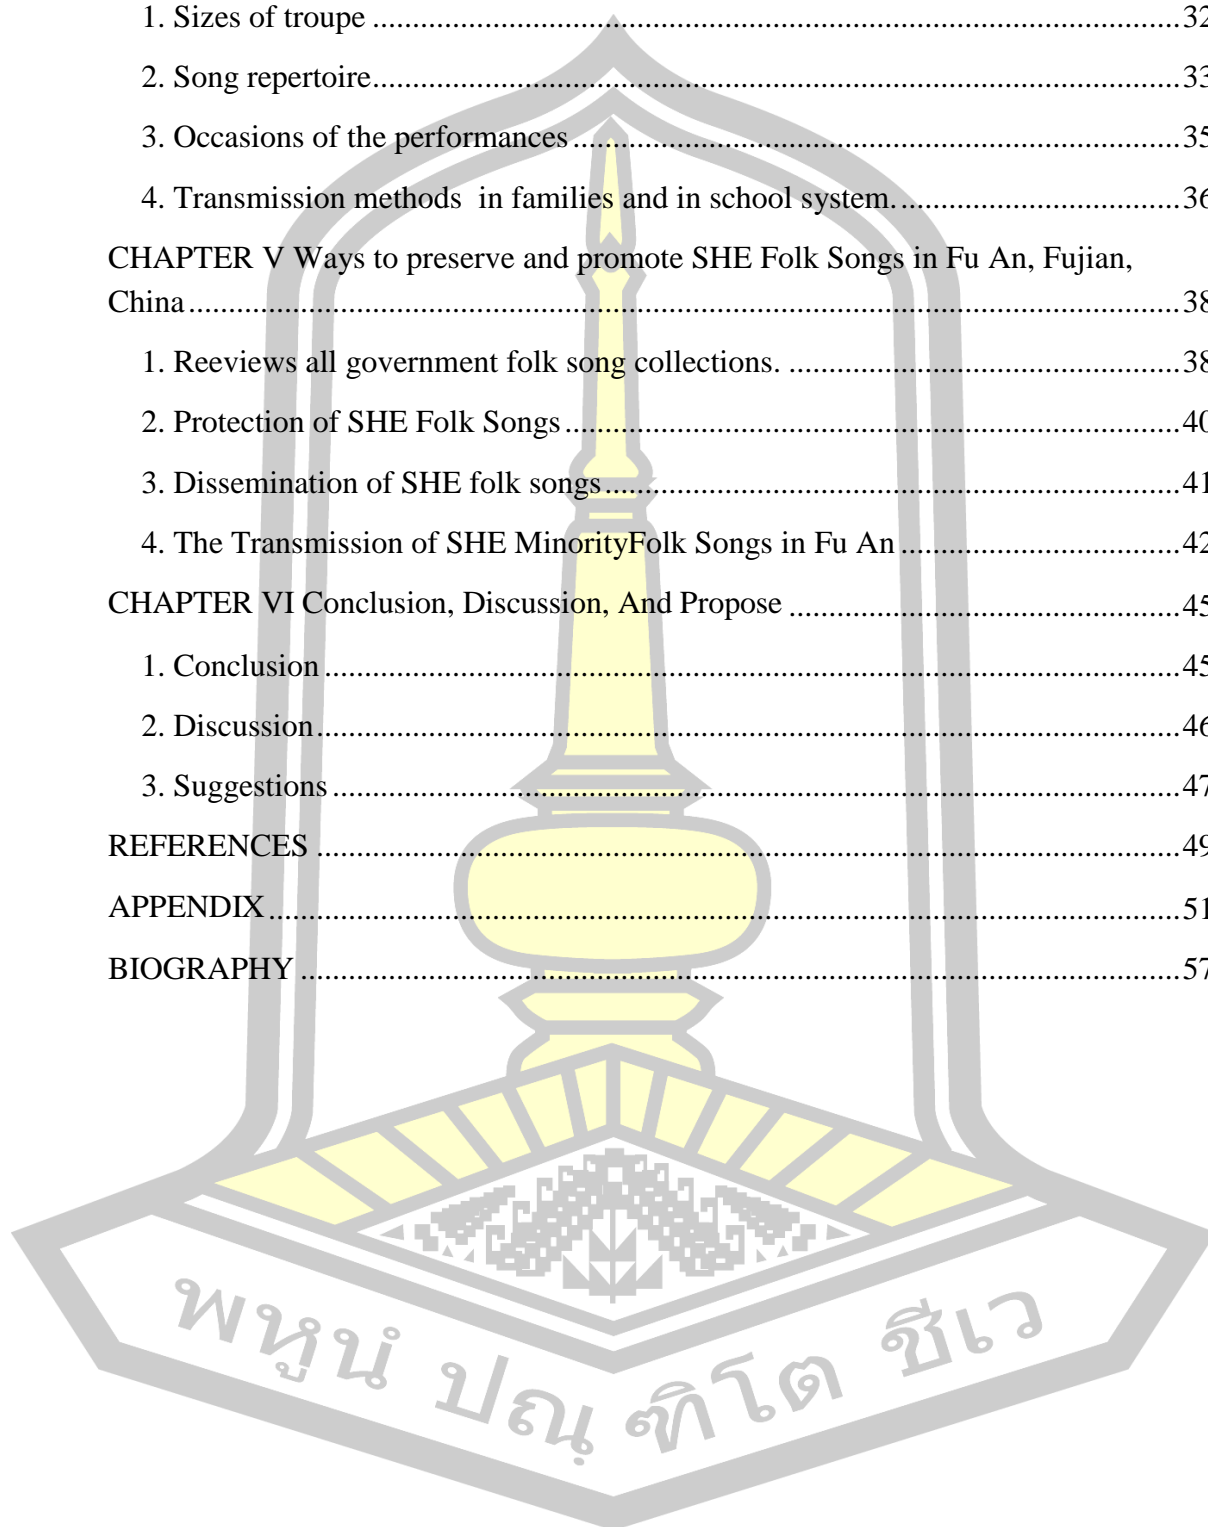 1. Sizes of troupe ........................................................................ 32
2. Song repertoire........................................................................ 33
3. Occasions of the performances ........................................................................ 35
4. Transmission methods  in families and in school system. ........................................ 36
CHAPTER V Ways to preserve and promote SHE Folk Songs in Fu An, Fujian,
China ........................................................................ 38
1. Reeviews all government folk song collections. ........................................ 38
2. Protection of SHE Folk Songs ........................................................................ 40
3. Dissemination of SHE folk songs........................................................................ 41
4. The Transmission of SHE MinorityFolk Songs in Fu An ........................................ 42
CHAPTER VI Conclusion, Discussion, And Propose ........................................ 45
1. Conclusion ........................................................................ 45
2. Discussion........................................................................ 46
3. Suggestions ........................................................................ 47
REFERENCES ........................................................................ 49
APPENDIX ........................................................................ 51
BIOGRAPHY ........................................................................ 57
พหูนํ ปณฺฑิโต ชีเว